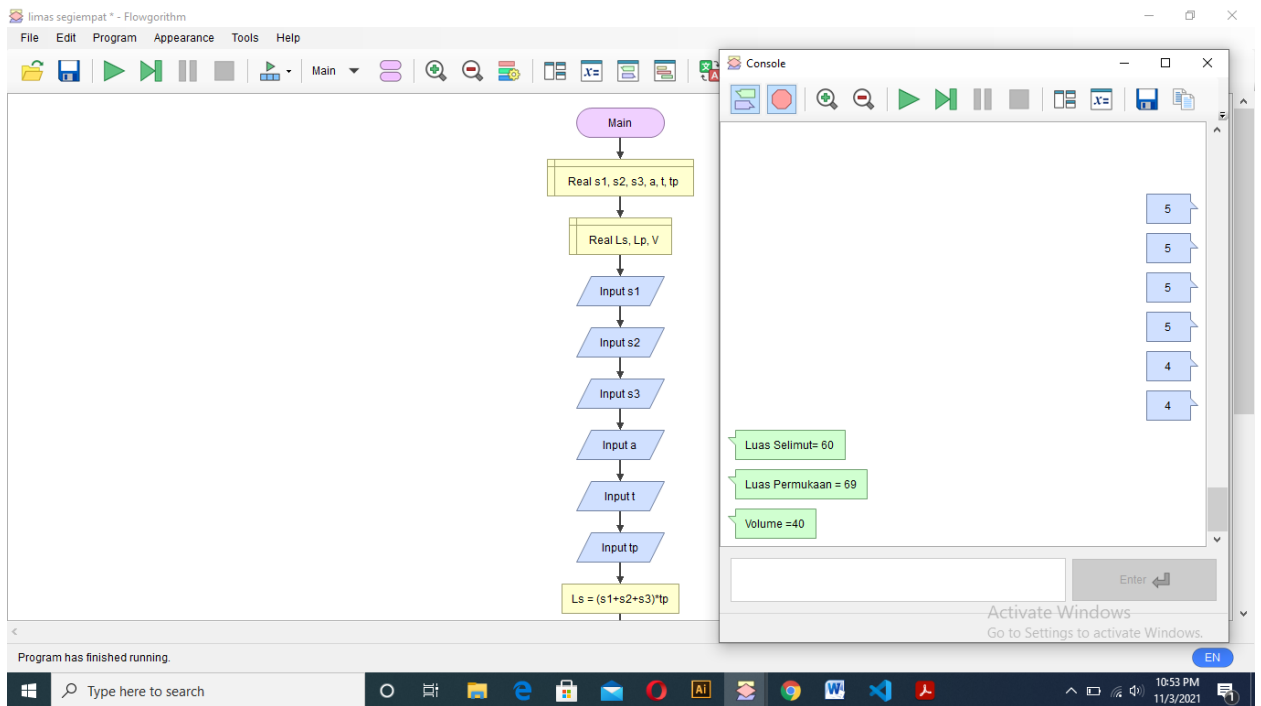 limas segiempat * - Flowgorithm
File Edit Program Appearance Tools Help
Main
Main
Real s1, s2, s3, a, t, tp
Real Ls, Lp, V
Input s1
Input s2
Input s3
Input a
Input t
Input tp
Ls = (s1+s2+s3)*tp
Console
5
5
5
5
4
4
Luas Selimut= 60
Luas Permukaan = 69
Volume =40
Enter
Activate Windows
Go to Settings to activate Windows.
Program has finished running.
EN
Type here to search
10:53 PM
11/3/2021